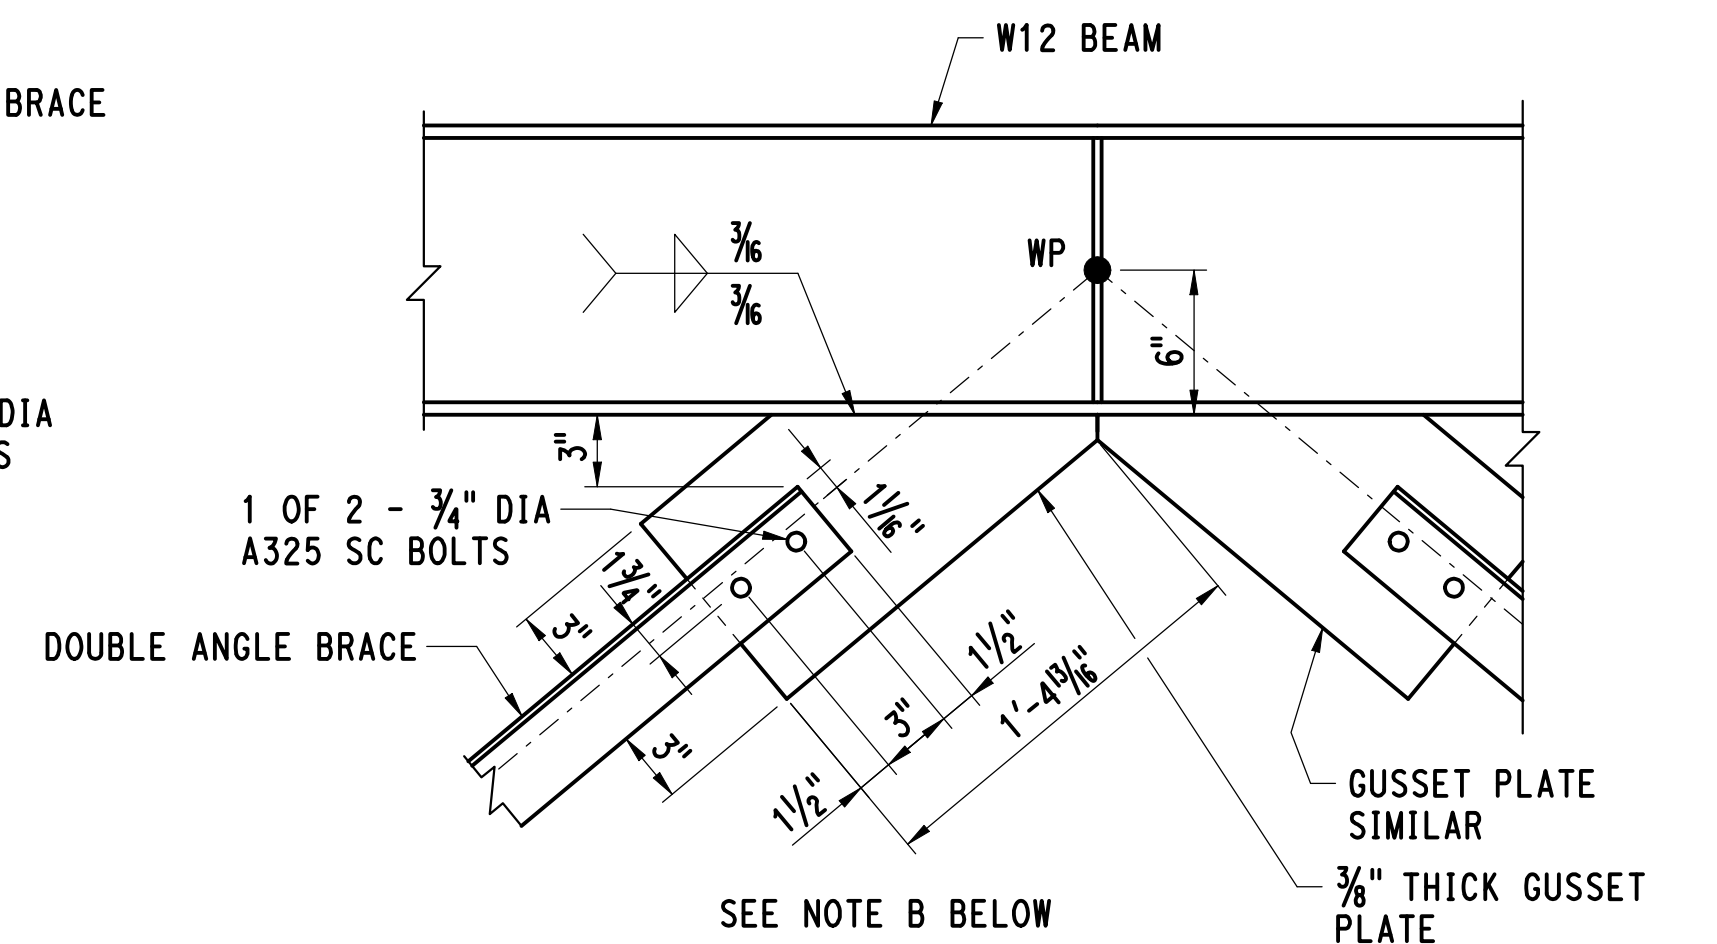 W12 BEAM
BRACE
3/16
WP
3/16
6"
DIA
S
3"
1 OF 2 - 3/4" DIA
A325 SC BOLTS
1 1/16"
1 3/4"
3"
DOUBLE ANGLE BRACE
1 1/2"
1'-4 13/16"
3"
3"
1 1/2"
GUSSET PLATE
SIMILAR
3/8" THICK GUSSET
PLATE
SEE NOTE B BELOW